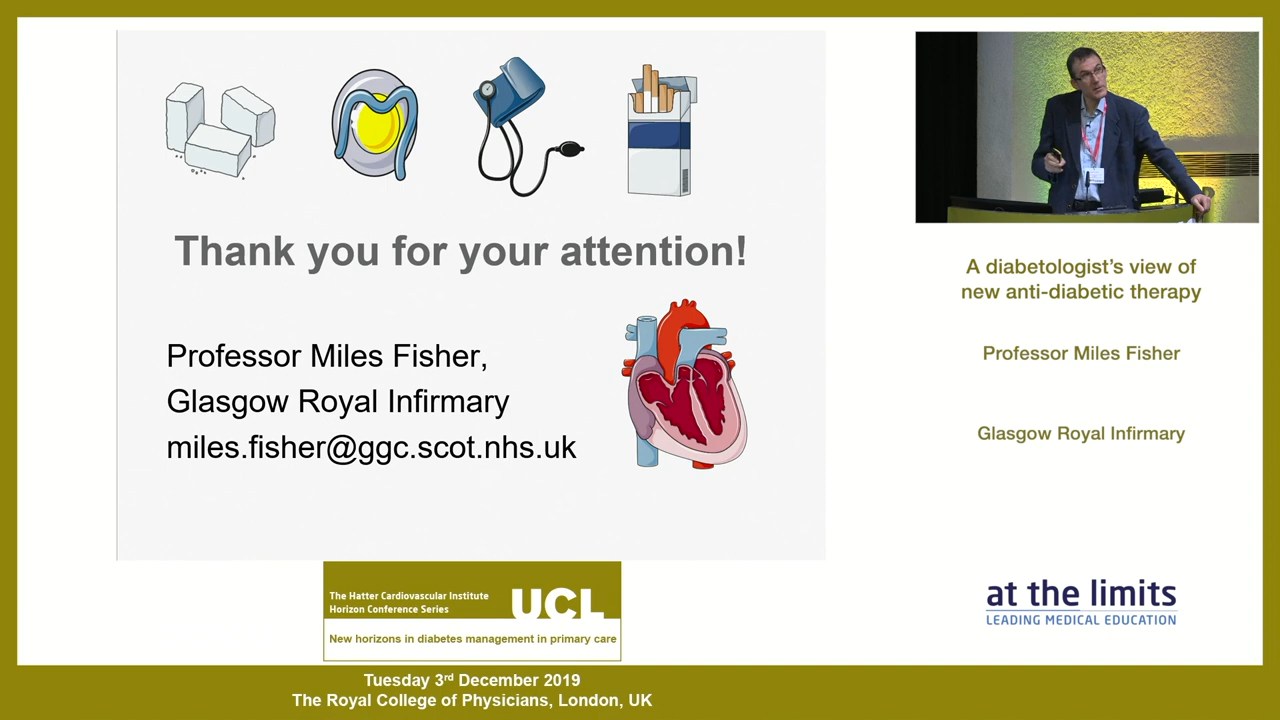 Thank you for your attention!
Professor Miles Fisher,
Glasgow Royal Infirmary
miles.fisher@ggc.scot.nhs.uk
A diabetologist's view of
new anti-diabetic therapy
Professor Miles Fisher
Glasgow Royal Infirmary
The Hatter Cardiovascular Institute
Horizon Conference Series
UCL
New horizons in diabetes management in primary care
at the limits
LEADING MEDICAL EDUCATION
Tuesday 3rd December 2019
The Royal College of Physicians, London, UK